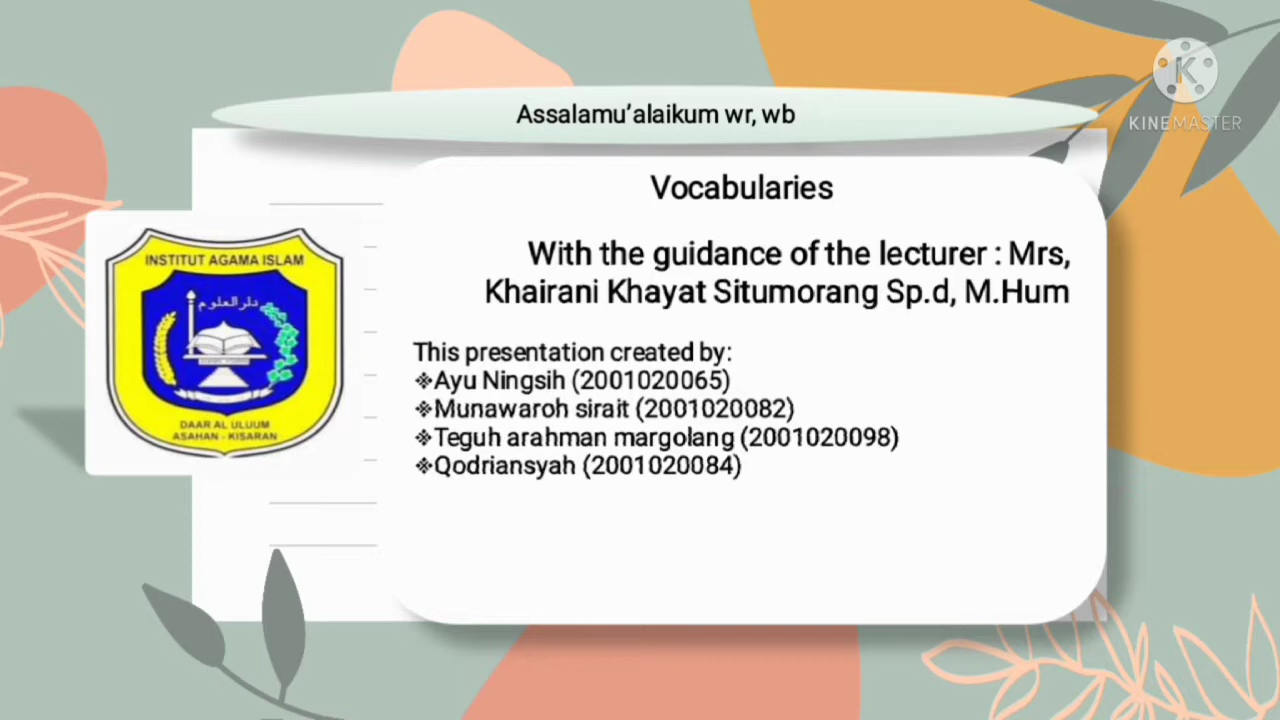 Assalamu’alaikum wr, wb
K
KINEMASTER
Vocabularies
With the guidance of the lecturer : Mrs,
Khairani Khayat Situmorang Sp.d, M.Hum
This presentation created by:
❖Ayu Ningsih (2001020065)
❖Munawaroh sirait (2001020082)
❖Teguh arahman margolang (2001020098)
❖Qodriansyah (2001020084)
INSTITUT AGAMA ISLAM
دار العلوم
DAAR AL ULUUM
ASAHAN - KISARAN